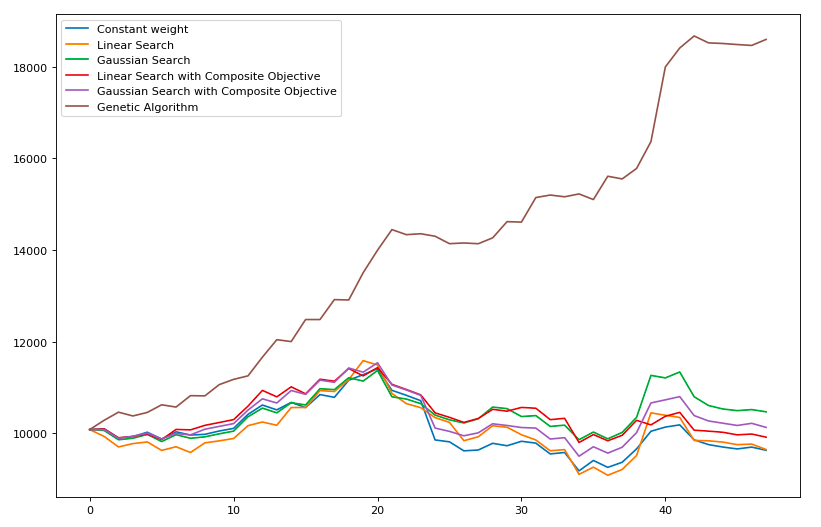 Constant weight
Linear Search
Gaussian Search
Linear Search with Composite Objective
Gaussian Search with Composite Objective
Genetic Algorithm
18000
16000
14000
12000
10000
0 10 20 30 40